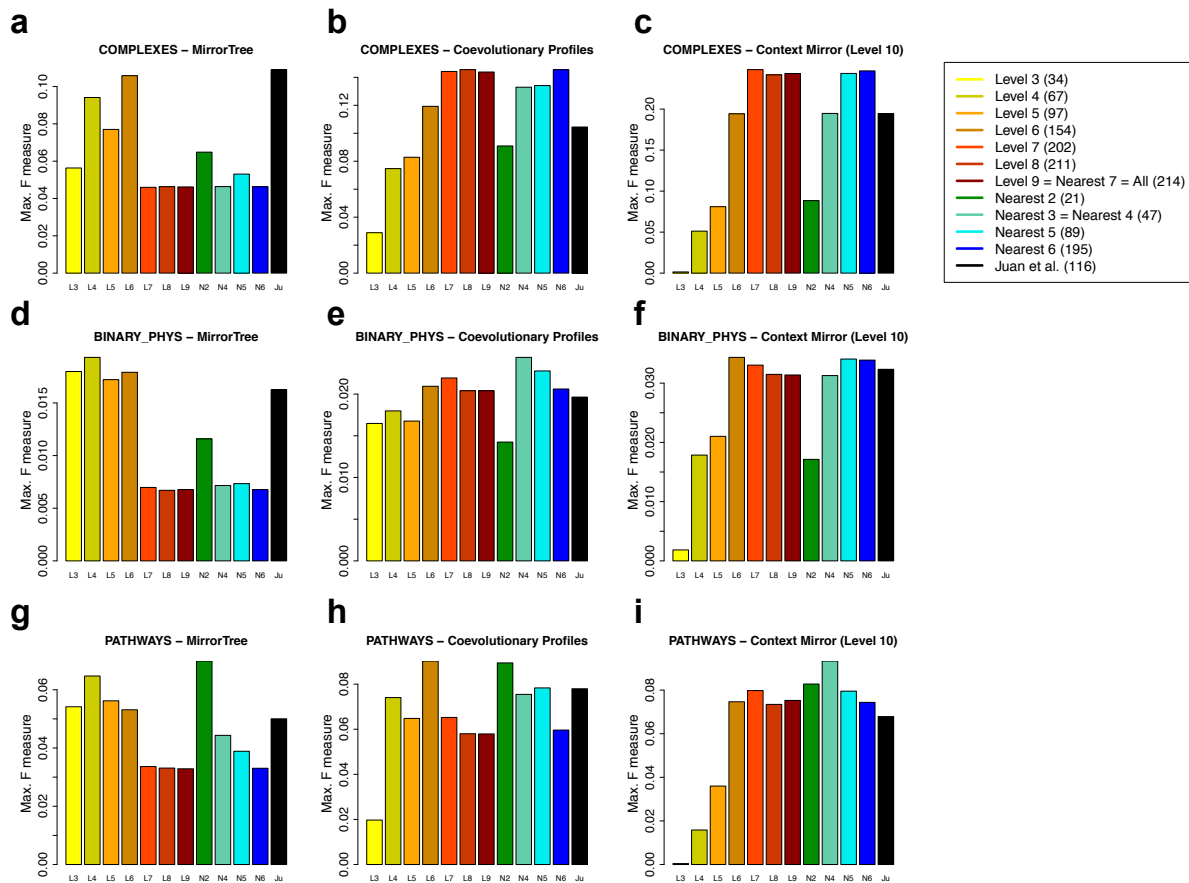 a
COMPLEXES – MirrorTree
Max. F measure
0.00 0.02 0.04 0.06 0.08 0.10
L3 L4 L5 L6 L7 L8 L9 N2 N4 N5 N6 Ju
b
COMPLEXES – Coevolutionary Profiles
Max. F measure
0.00 0.04 0.08 0.12
L3 L4 L5 L6 L7 L8 L9 N2 N4 N5 N6 Ju
c
COMPLEXES – Context Mirror (Level 10)
Max. F measure
0.00 0.05 0.10 0.15 0.20
L3 L4 L5 L6 L7 L8 L9 N2 N4 N5 N6 Ju
Level 3 (34)
Level 4 (67)
Level 5 (97)
Level 6 (154)
Level 7 (202)
Level 8 (211)
Level 9 = Nearest 7 = All (214)
Nearest 2 (21)
Nearest 3 = Nearest 4 (47)
Nearest 5 (89)
Nearest 6 (195)
Juan et al. (116)
d
BINARY_PHYS – MirrorTree
Max. F measure
0.000 0.005 0.010 0.015
L3 L4 L5 L6 L7 L8 L9 N2 N4 N5 N6 Ju
e
BINARY_PHYS – Coevolutionary Profiles
Max. F measure
0.000 0.010 0.020
L3 L4 L5 L6 L7 L8 L9 N2 N4 N5 N6 Ju
f
BINARY_PHYS – Context Mirror (Level 10)
Max. F measure
0.000 0.010 0.020 0.030
L3 L4 L5 L6 L7 L8 L9 N2 N4 N5 N6 Ju
g
PATHWAYS – MirrorTree
Max. F measure
0.00 0.02 0.04 0.06
L3 L4 L5 L6 L7 L8 L9 N2 N4 N5 N6 Ju
h
PATHWAYS – Coevolutionary Profiles
Max. F measure
0.00 0.02 0.04 0.06 0.08
L3 L4 L5 L6 L7 L8 L9 N2 N4 N5 N6 Ju
i
PATHWAYS – Context Mirror (Level 10)
Max. F measure
0.00 0.02 0.04 0.06 0.08
L3 L4 L5 L6 L7 L8 L9 N2 N4 N5 N6 Ju